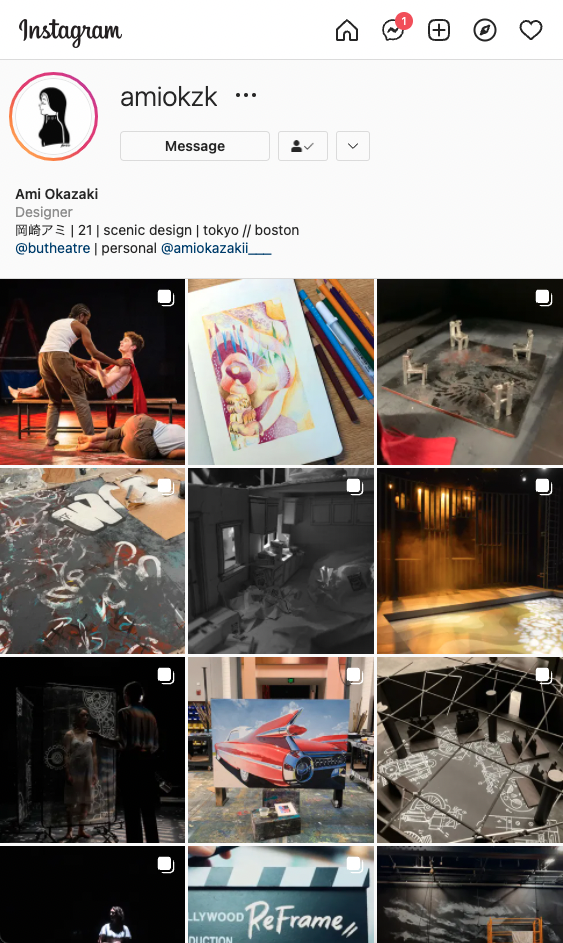 Instagram
1
amiokzk
Message
Ami Okazaki
Designer
岡崎アミ | 21 | scenic design | tokyo // boston
@butheatre | personal @amiokazakii___
LLYWOOD
ReFrame
DUCTION